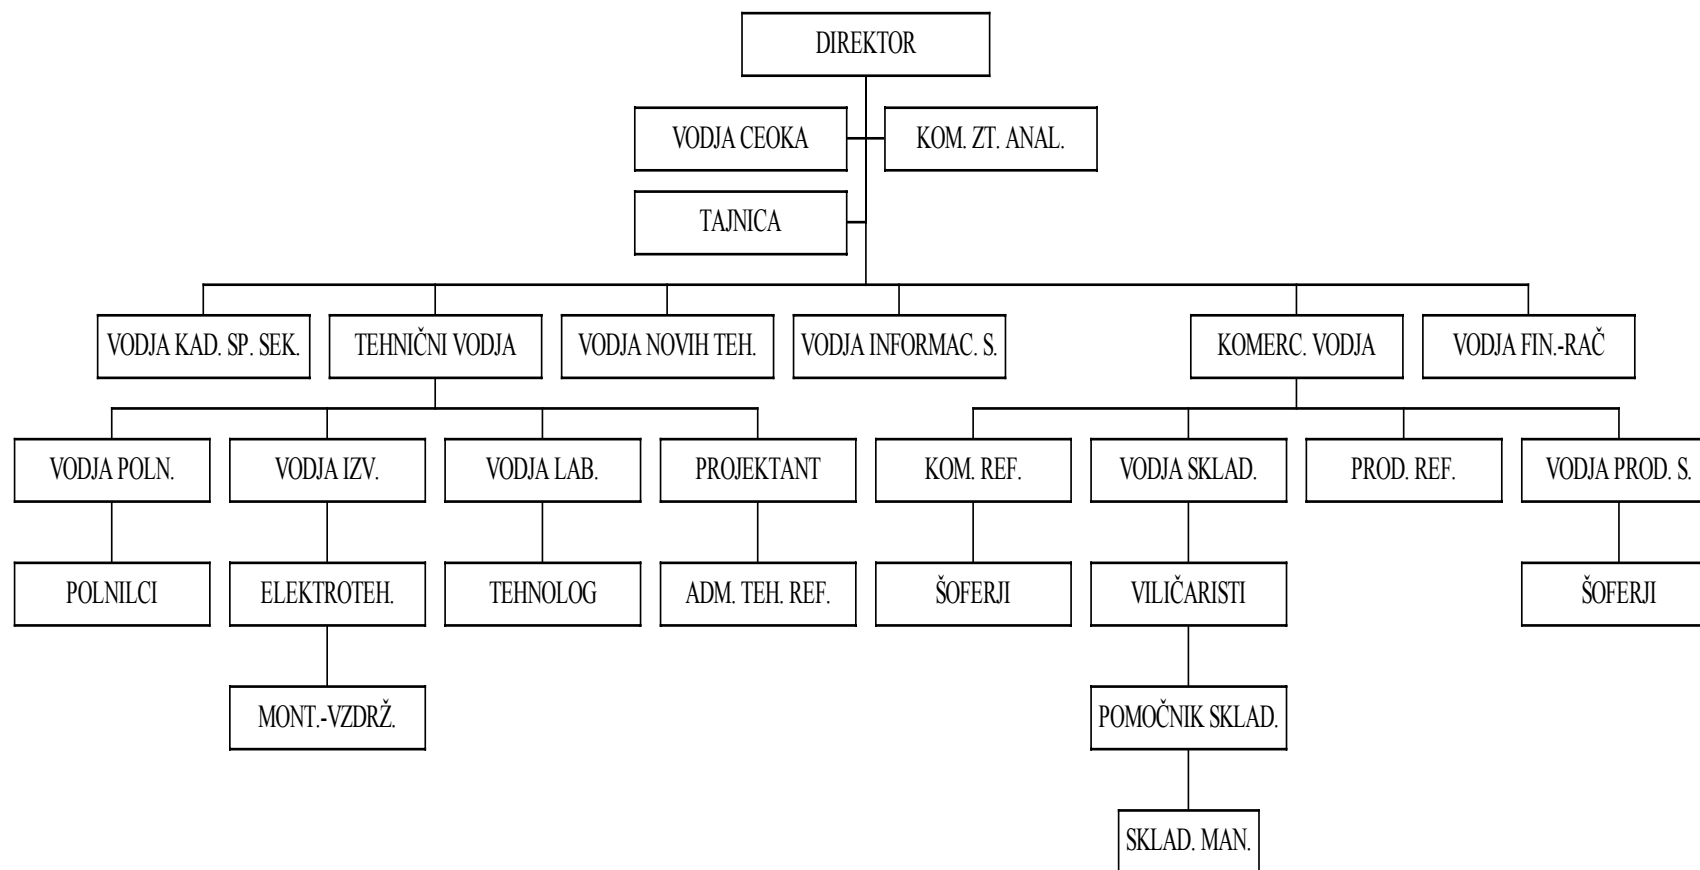 DIREKTOR
VODJA CEOKA
KOM. ZT. ANAL.
TAJNICA
VODJA KAD. SP. SEK.
TEHNIČNI VODJA
VODJA NOVIH TEH.
VODJA INFORMAC. S.
KOMERC. VODJA
VODJA FIN.-RAČ
VODJA POLN.
VODJA IZV.
VODJA LAB.
PROJEKTANT
KOM. REF.
VODJA SKLAD.
PROD. REF.
VODJA PROD. S.
POLNILCI
ELEKTROTEH.
TEHNOLOG
ADM. TEH. REF.
ŠOFERJI
VILIČARISTI
ŠOFERJI
MONT.-VZDRŽ.
POMOČNIK SKLAD.
SKLAD. MAN.